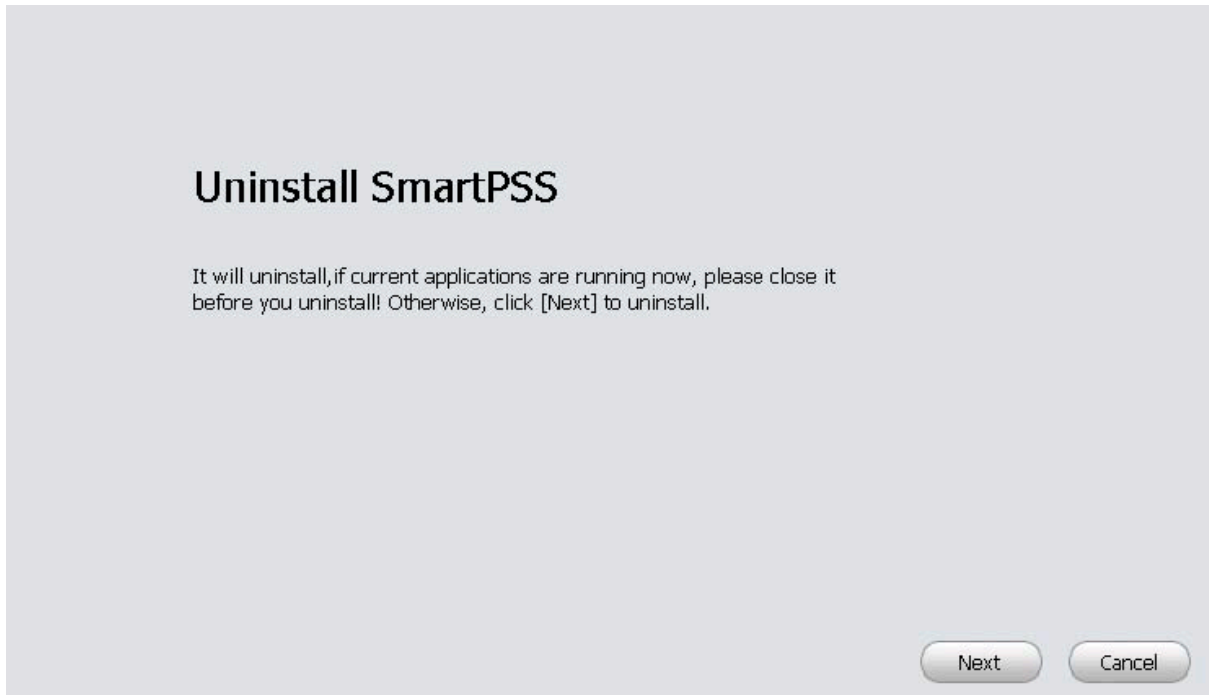 Uninstall SmartPSS
It will uninstall,if current applications are running now, please close it
before you uninstall! Otherwise, click [Next] to uninstall.
Next
Cancel